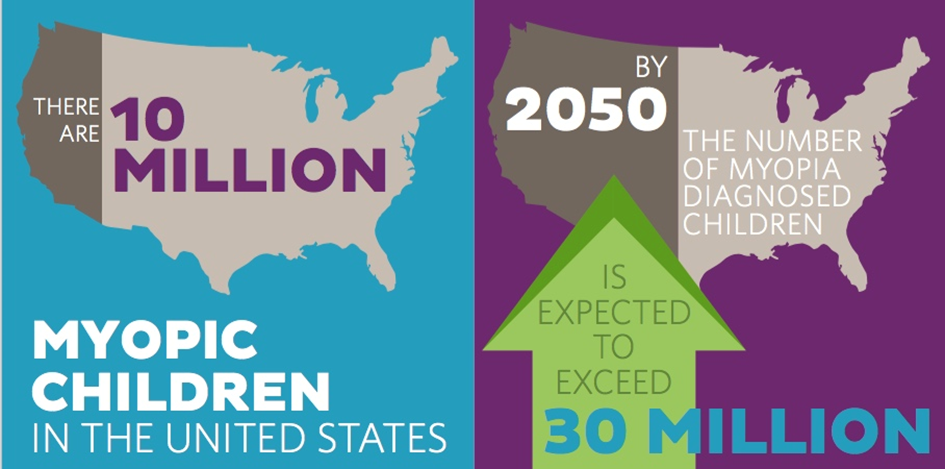 THERE
ARE
10
MILLION
MYOPIC
CHILDREN
IN THE UNITED STATES
BY
2050
THE NUMBER
OF MYOPIA
DIAGNOSED
CHILDREN
IS
EXPECTED
TO
EXCEED
30 MILLION